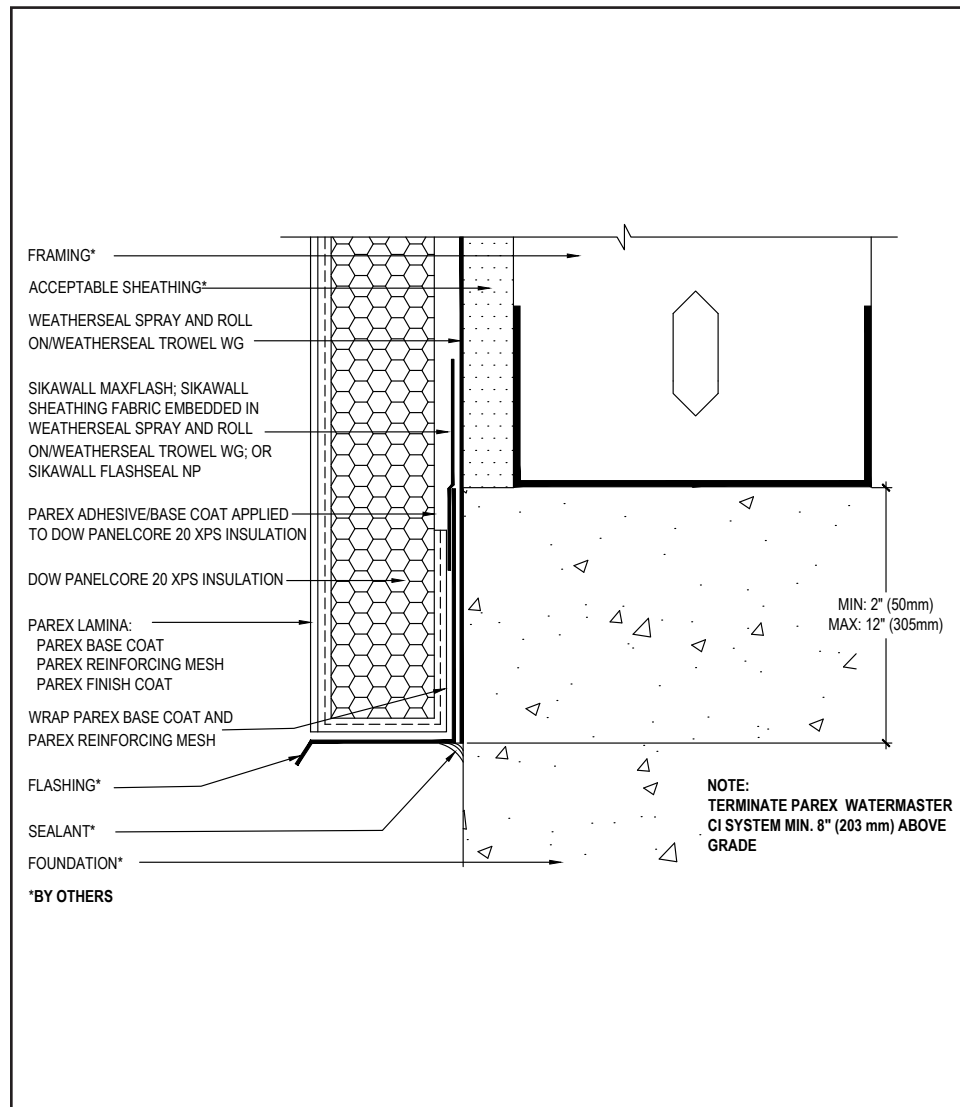 FRAMING*
ACCEPTABLE SHEATHING*
WEATHERSEAL SPRAY AND ROLL
ON/WEATHERSEAL TROWEL WG
SIKAWALL MAXFLASH; SIKAWALL
SHEATHING FABRIC EMBEDDED IN
WEATHERSEAL SPRAY AND ROLL
ON/WEATHERSEAL TROWEL WG; OR
SIKAWALL FLASHSEAL NP
PAREX ADHESIVE/BASE COAT APPLIED
TO DOW PANELCORE 20 XPS INSULATION
DOW PANELCORE 20 XPS INSULATION
PAREX LAMINA:
PAREX BASE COAT
PAREX REINFORCING MESH
PAREX FINISH COAT
WRAP PAREX BASE COAT AND
PAREX REINFORCING MESH
FLASHING*
SEALANT*
FOUNDATION*
*BY OTHERS
MIN: 2" (50mm)
MAX: 12" (305mm)
NOTE:
TERMINATE PAREX WATERMASTER
CI SYSTEM MIN. 8" (203 mm) ABOVE
GRADE